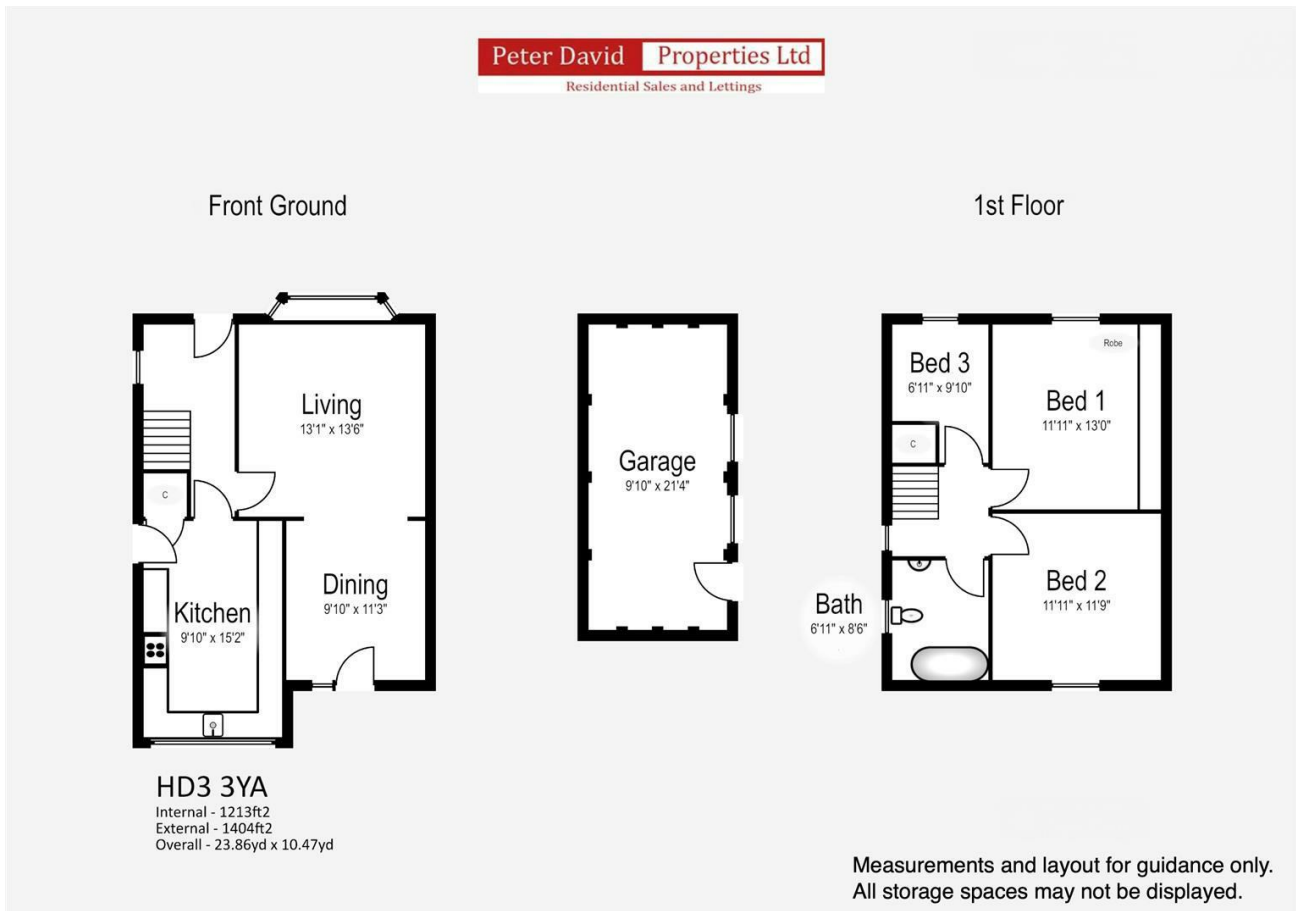 Peter David Properties Ltd
Residential Sales and Lettings
Front Ground
1st Floor
Living
13'1" x 13'6"
C
Kitchen
9'10" x 15'2"
Dining
9'10" x 11'3"
Garage
9'10" x 21'4"
Bed 3
6'11" x 9'10"
Robe
Bed 1
11'11" x 13'0"
C
Bed 2
11'11" x 11'9"
Bath
6'11" x 8'6"
HD3 3YA
Internal - 1213ft2
External - 1404ft2
Overall - 23.86yd x 10.47yd
Measurements and layout for guidance only.
All storage spaces may not be displayed.